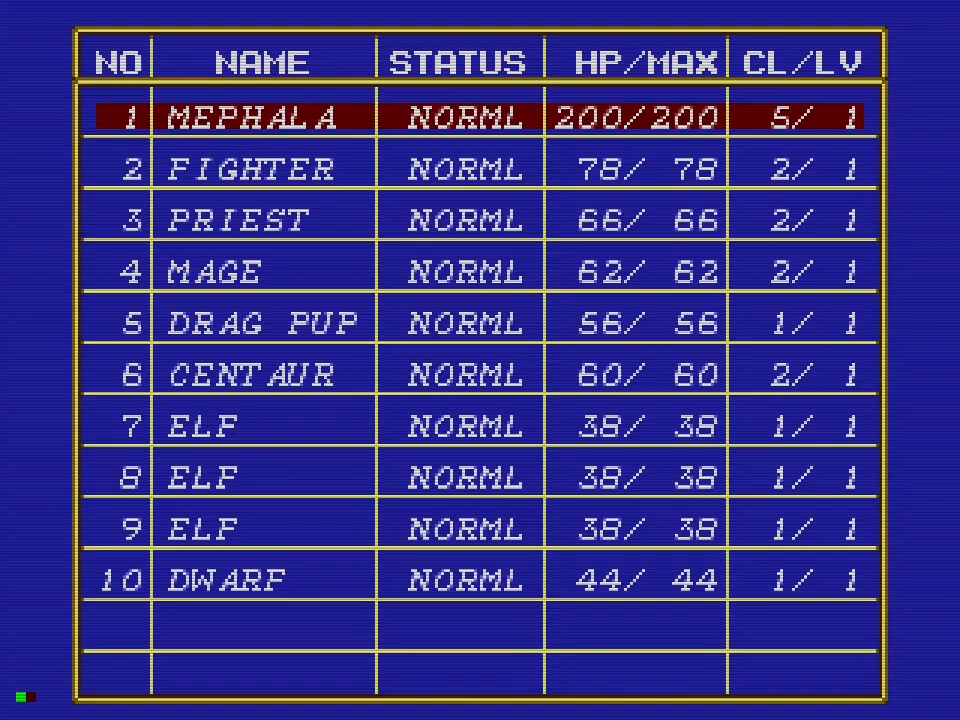 NO NAME STATUS HP/MAX CL/LV
1 MEPHALA NORML 200/200 5/ 1
2 FIGHTER NORML 78/ 78 2/ 1
3 PRIEST NORML 66/ 66 2/ 1
4 MAGE NORML 62/ 62 2/ 1
5 DRAG PUP NORML 56/ 56 1/ 1
6 CENTAUR NORML 60/ 60 2/ 1
7 ELF NORML 38/ 38 1/ 1
8 ELF NORML 38/ 38 1/ 1
9 ELF NORML 38/ 38 1/ 1
10 DWARF NORML 44/ 44 1/ 1